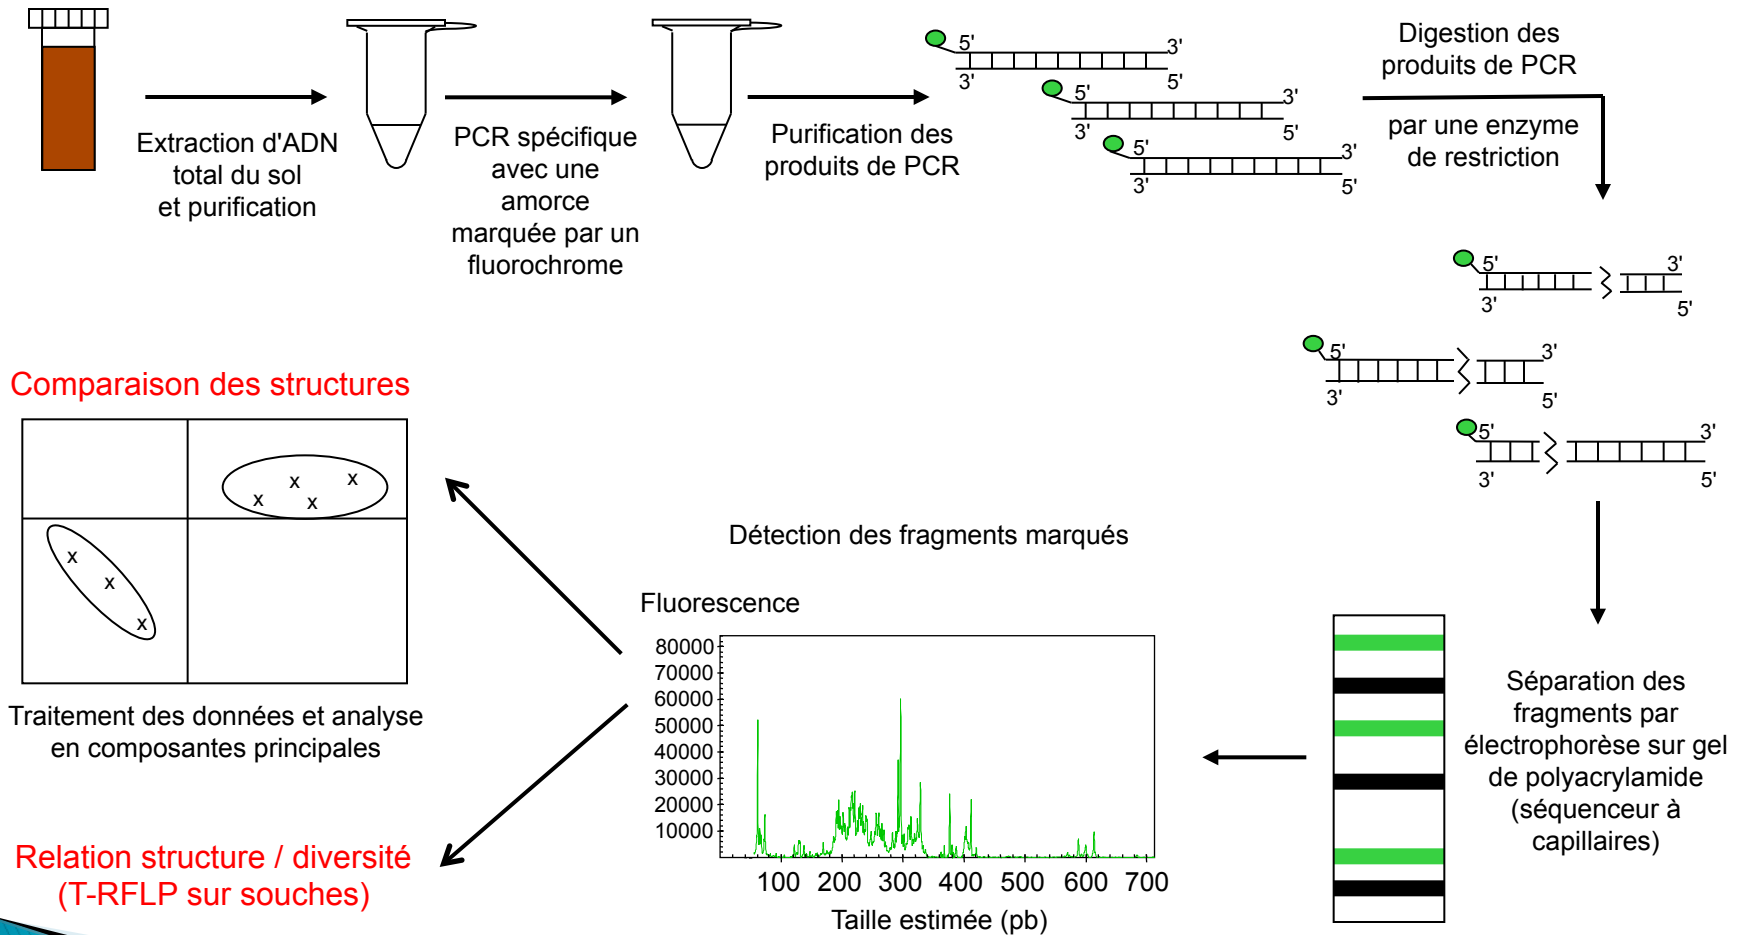 Extraction d'ADN
total du sol
et purification
PCR spécifique
avec une
amorce
marquée par un
fluorochrome
Purification des
produits de PCR
5'
3'
3'
5'
5'
3'
3'
5'
5'
3'
3'
5'
Digestion des
produits de PCR
par une enzyme
de restriction
5'
3'
3'
5'
5'
3'
3'
5'
5'
3'
3'
5'
Séparation des
fragments par
électrophorèse sur gel
de polyacrylamide
(séquenceur à
capillaires)
Détection des fragments marqués
Fluorescence
80000
70000
60000
50000
40000
30000
20000
10000
100 200 300 400 500 600 700
Taille estimée (pb)
Comparaison des structures
x x x x
x x x
Traitement des données et analyse
en composantes principales
Relation structure / diversité
(T-RFLP sur souches)